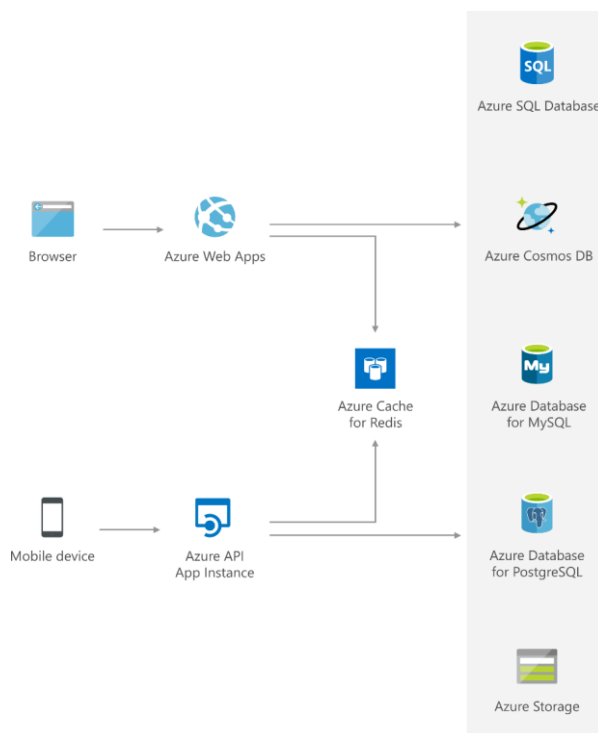 SQL
Azure SQL Database
Browser
Azure Web Apps
Azure Cosmos DB
My
Azure Cache
for Redis
Azure Database
for MySQL
Mobile device
Azure API
App Instance
Azure Database
for PostgreSQL
Azure Storage